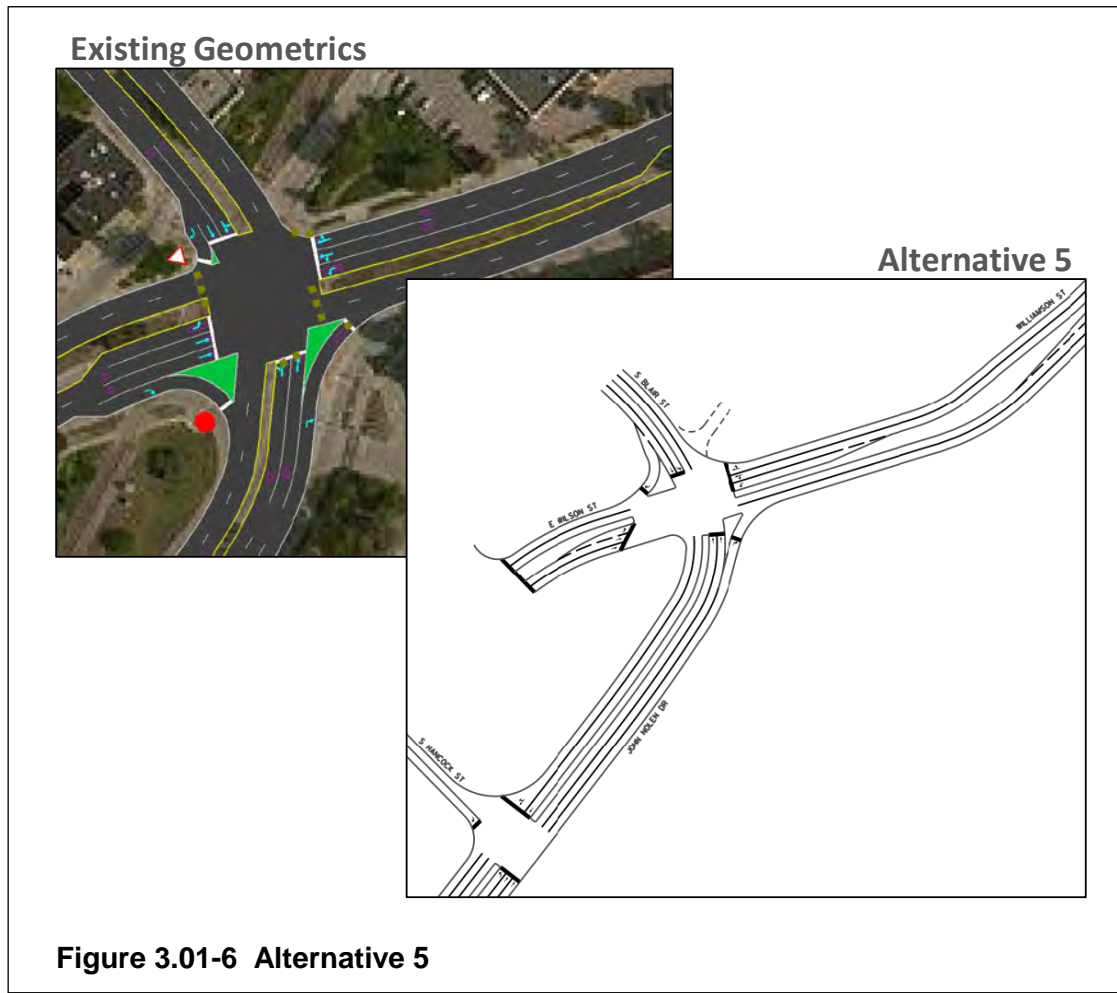 Existing Geometrics
Alternative 5
WILLIAMSON ST
S BLAIR ST
E WILSON ST
JOHN NOLEN DR
S HANCOCK ST
Figure 3.01-6 Alternative 5